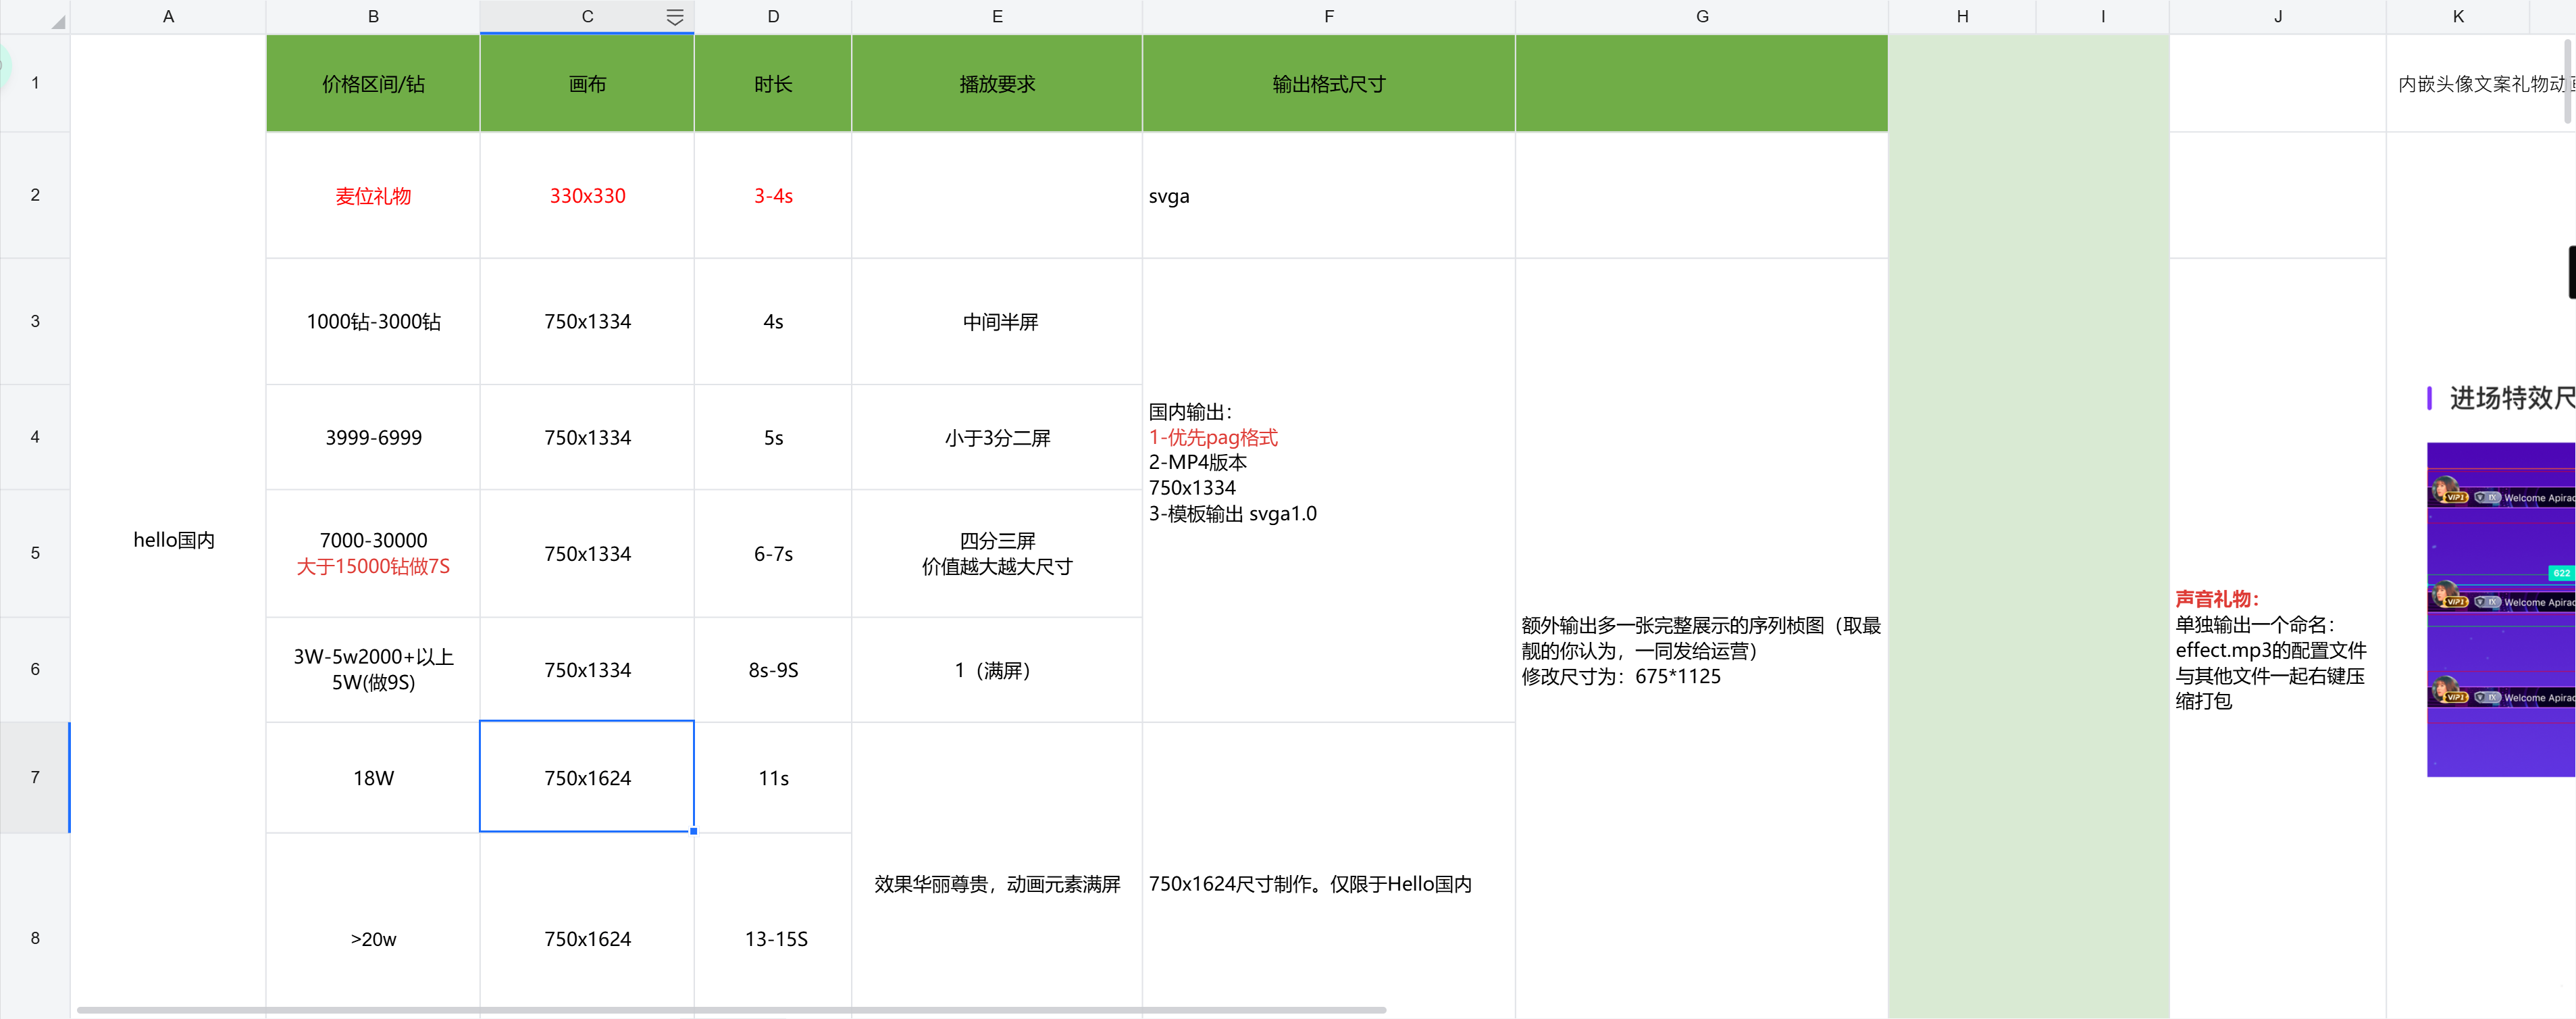 A B C D E F G H I J K
1 价格区间/钻 画布 时长 播放要求 输出格式尺寸 内嵌头像文案礼物动
2 麦位礼物 330x330 3-4s svga
3 1000钻-3000钻 750x1334 4s 中间半屏
4 3999-6999 750x1334 5s 小于3分二屏
国内输出：
1-优先pag格式
2-MP4版本
750x1334
3-模板输出 svga1.0
进场特效尺
hello国内
5 7000-30000
大于15000钻做7S
750x1334 6-7s
四分三屏
价值越大越大尺寸
6 3W-5w2000+以上
5W(做9S)
750x1334 8s-9S 1（满屏）
额外输出多一张完整展示的序列桢图（取最
靓的你认为，一同发给运营）
修改尺寸为：675*1125
声音礼物：
单独输出一个命名：
effect.mp3的配置文件
与其他文件一起右键压
缩打包
VIP1 IX Welcome Apirac
622
VIP1 IX Welcome Apirac
VIP1 IX Welcome Apirac
7 18W 750x1624 11s
效果华丽尊贵，动画元素满屏 750x1624尺寸制作。仅限于Hello国内
8 >20w 750x1624 13-15S